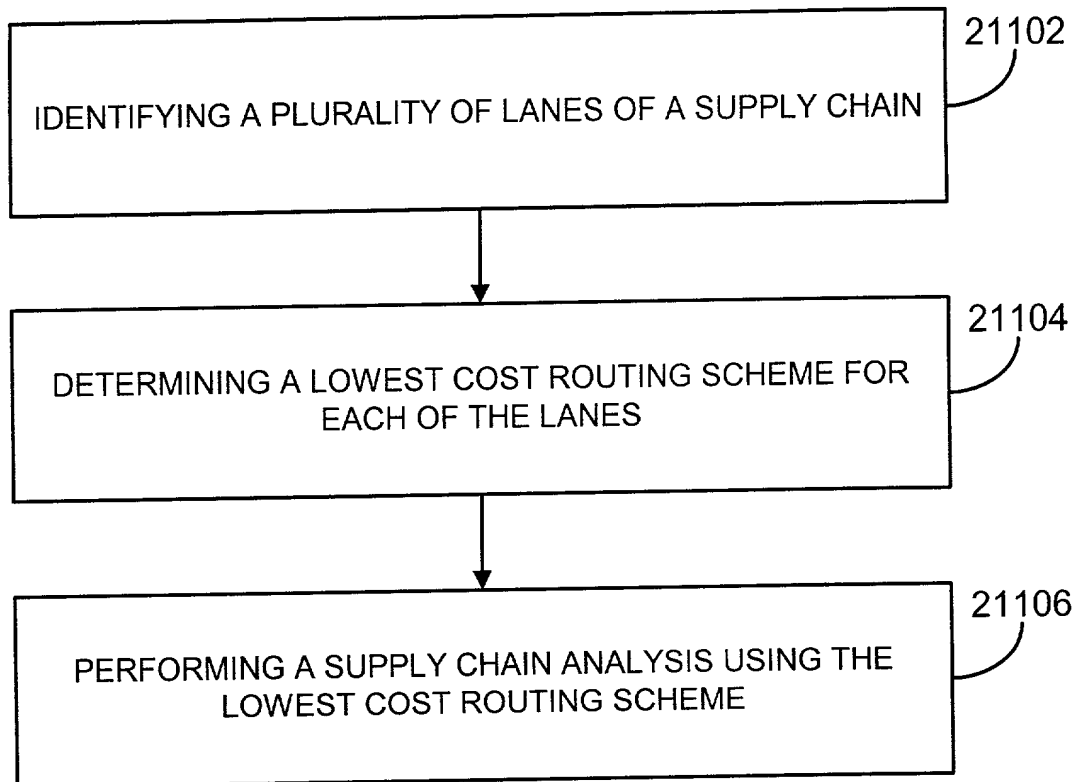 21102
IDENTIFYING A PLURALITY OF LANES OF A SUPPLY CHAIN
21104
DETERMINING A LOWEST COST ROUTING SCHEME FOR
EACH OF THE LANES
21106
PERFORMING A SUPPLY CHAIN ANALYSIS USING THE
LOWEST COST ROUTING SCHEME